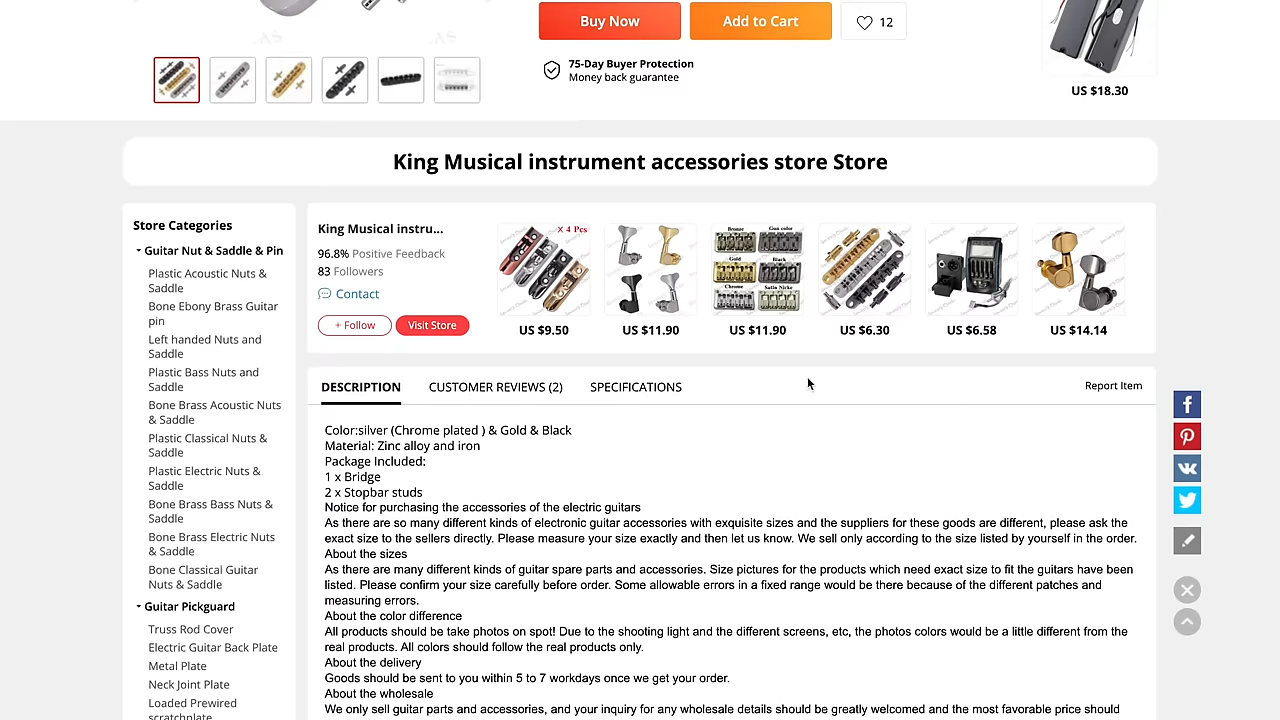 Buy Now
Add to Cart
12
75-Day Buyer Protection
Money back guarantee
US $18.30
King Musical instrument accessories store Store
Store Categories
Guitar Nut & Saddle & Pin
Plastic Acoustic Nuts &
Saddle
Bone Ebony Brass Guitar
pin
Left handed Nuts and
Saddle
Plastic Bass Nuts and
Saddle
Bone Brass Acoustic Nuts
& Saddle
Plastic Classical Nuts &
Saddle
Plastic Electric Nuts &
Saddle
Bone Brass Bass Nuts &
Saddle
Bone Brass Electric Nuts
& Saddle
Bone Classical Guitar
Nuts & Saddle
Guitar Pickguard
Truss Rod Cover
Electric Guitar Back Plate
Metal Plate
Neck Joint Plate
Loaded Prewired
scratchplate
King Musical instru...
96.8% Positive Feedback
83 Followers
Contact
+ Follow
Visit Store
X 4 Pcs
US $9.50
US $11.90
Bronze
Gun color
Gold
Black
Chrome
Satin Nicke
US $11.90
US $6.30
US $6.58
US $14.14
DESCRIPTION
CUSTOMER REVIEWS (2)
SPECIFICATIONS
Report Item
Color:silver (Chrome plated ) & Gold & Black
Material: Zinc alloy and iron
Package Included:
1 x Bridge
2 x Stopbar studs
Notice for purchasing the accessories of the electric guitars
As there are so many different kinds of electronic guitar accessories with exquisite sizes and the suppliers for these goods are different, please ask the
exact size to the sellers directly. Please measure your size exactly and then let us know. We sell only according to the size listed by yourself in the order.
About the sizes
As there are many different kinds of guitar spare parts and accessories. Size pictures for the products which need exact size to fit the guitars have been
listed. Please confirm your size carefully before order. Some allowable errors in a fixed range would be there because of the different patches and
measuring errors.
About the color difference
All products should be take photos on spot! Due to the shooting light and the different screens, etc, the photos colors would be a little different from the
real products. All colors should follow the real products only.
About the delivery
Goods should be sent to you within 5 to 7 workdays once we get your order.
About the wholesale
We only sell guitar parts and accessories, and your inquiry for any wholesale details should be greatly welcomed and the most favorable price should